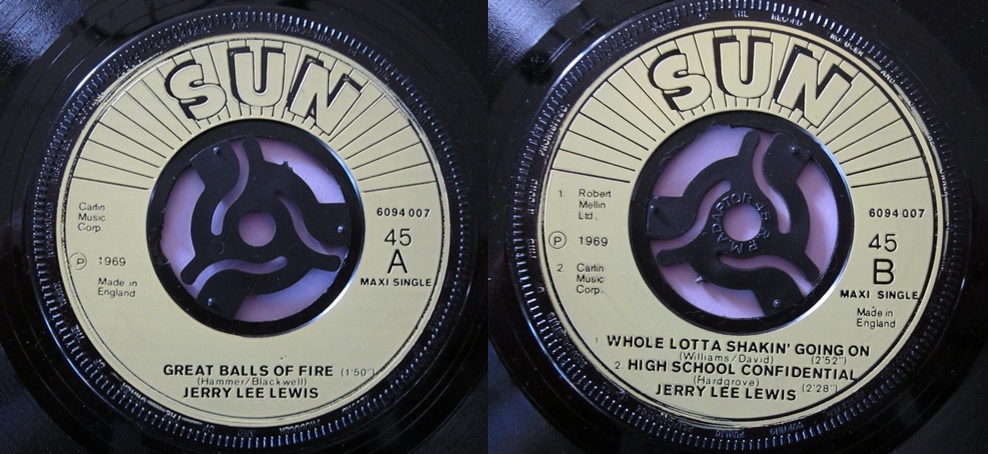 SUN
Carlin
Music
Corp.
6094 007
45
A
℗ 1969
Made in
England
MAXI SINGLE
GREAT BALLS OF FIRE (1'50")
(Hammer/Blackwell)
JERRY LEE LEWIS
SUN
1. Robert
Mellin
Ltd.
6094 007
45
B
℗ 1969
2. Carlin
Music
Corp.
MAXI SINGLE
Made in
England
1. WHOLE LOTTA SHAKIN' GOING ON
(Williams/David) (2'52")
2. HIGH SCHOOL CONFIDENTIAL
(Hardgrove) (2'28")
JERRY LEE LEWIS